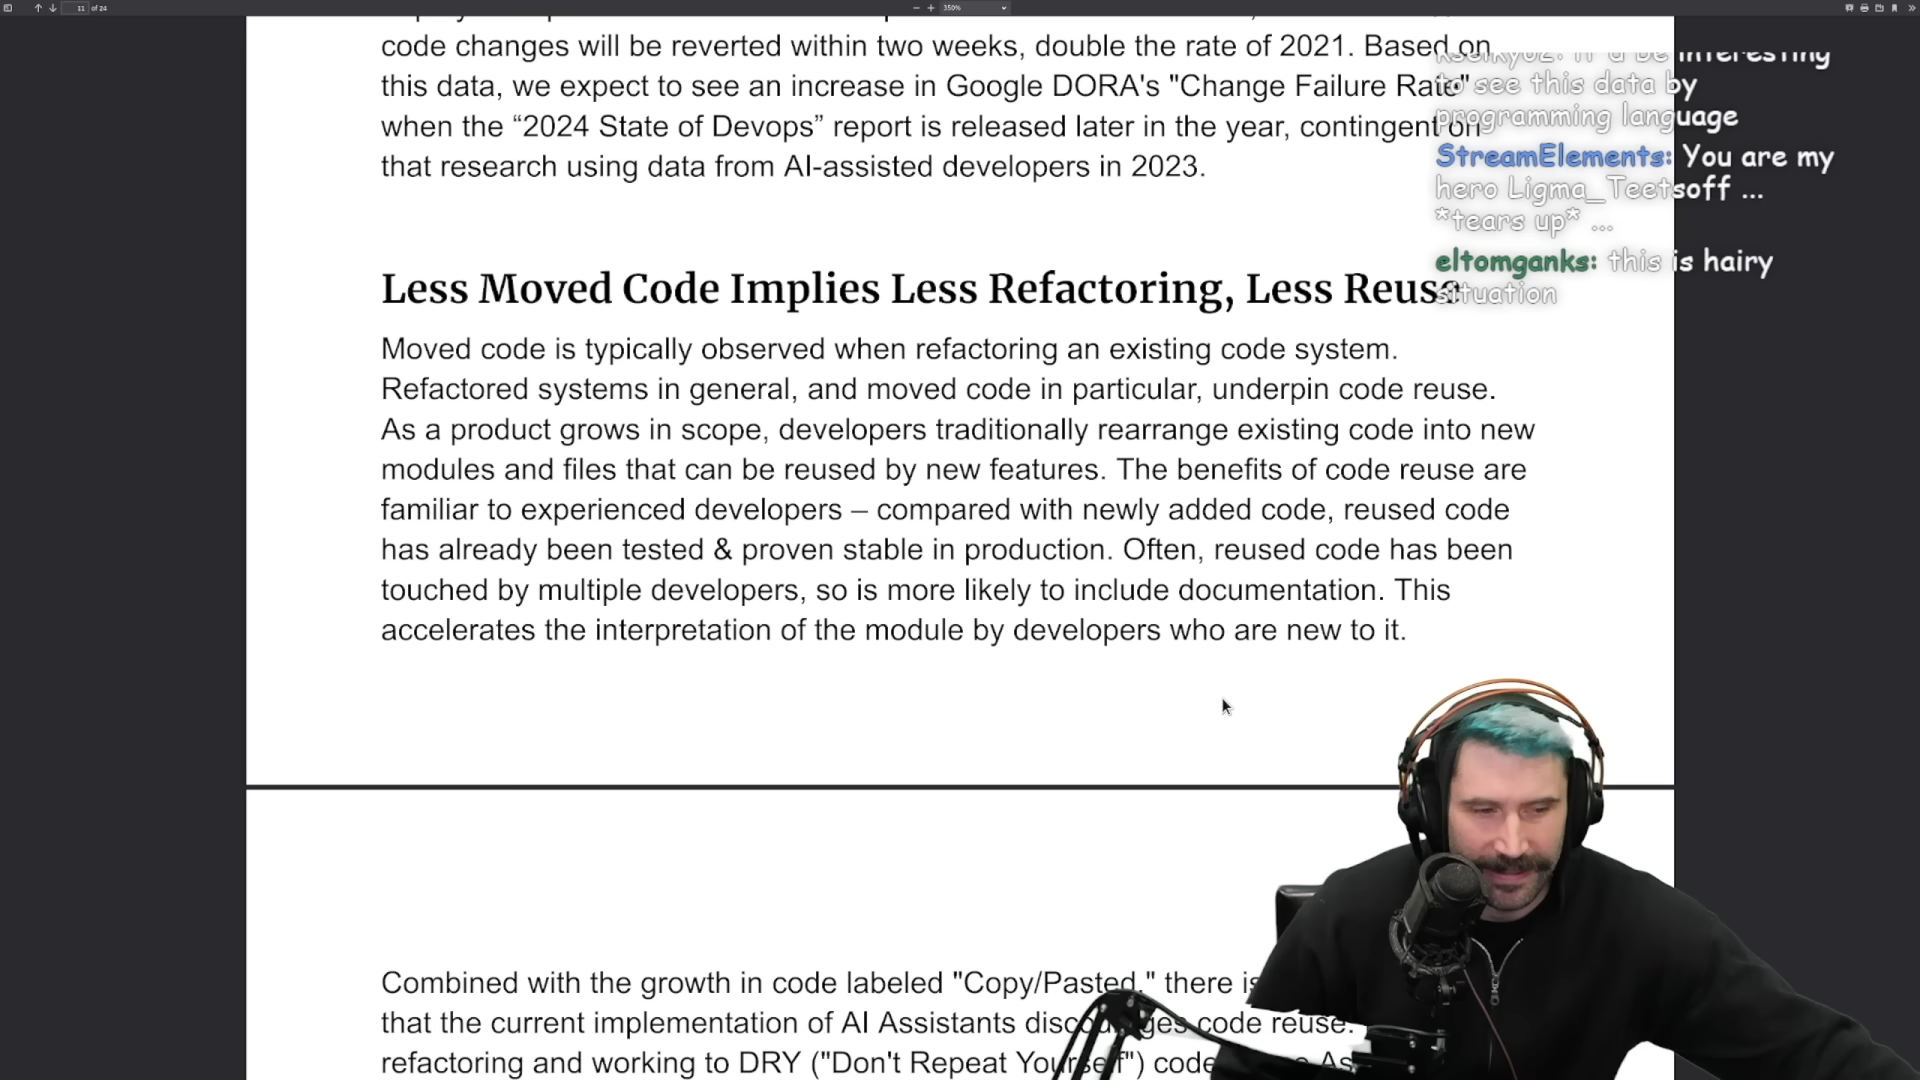 11 of 24
350%
code changes will be reverted within two weeks, double the rate of 2021. Based on
this data, we expect to see an increase in Google DORA's "Change Failure Rate"
when the “2024 State of Devops” report is released later in the year, contingent on
that research using data from AI-assisted developers in 2023.
Less Moved Code Implies Less Refactoring, Less Reuse
Moved code is typically observed when refactoring an existing code system.
Refactored systems in general, and moved code in particular, underpin code reuse.
As a product grows in scope, developers traditionally rearrange existing code into new
modules and files that can be reused by new features. The benefits of code reuse are
familiar to experienced developers – compared with newly added code, reused code
has already been tested & proven stable in production. Often, reused code has been
touched by multiple developers, so is more likely to include documentation. This
accelerates the interpretation of the module by developers who are new to it.
Combined with the growth in code labeled "Copy/Pasted," there is
that the current implementation of AI Assistants discourages code reuse.
refactoring and working to DRY ("Don't Repeat Yourself") code
be interesting
to see this data by
programming language
StreamElements: You are my
hero Ligma_Teetsoff ...
*tears up* ...
eltomganks: this is hairy
situation